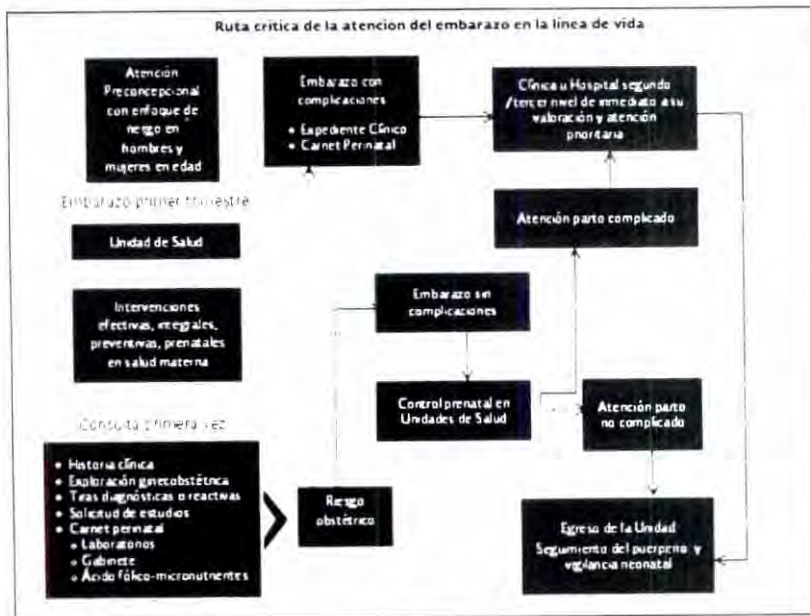 Ruta critica de la atencion del embarazo en la linea de vida
Atención
Preconcepcional
con enfoque de
riesgo en
hombres y
mujeres en edad
Embarazo primer trimestre
Unidad de Salud
Intervenciones
efectivas, integrales,
preventivas, prenatales
en salud materna
Consulta primera vez
• Historia clínica
• Exploración ginecobstétrica
• Tiras diagnósticas o reactivas
• Solicitud de estudios
• Carnet perinatal
• Laboratorios
• Gabinete
• Ácido fólico-micronutrientes
Riesgo
obstétrico
Embarazo con
complicaciones
• Expediente Clínico
• Carnet Perinatal
Embarazo sin
complicaciones
Control prenatal en
Unidades de Salud
Clínica u Hospital segundo
/tercer nivel de inmediato a su
valoración y atención
prioritaria
Atención parto complicado
Atención parto
no complicado
Egreso de la Unidad
Seguimiento del puerperio y
vigilancia neonatal